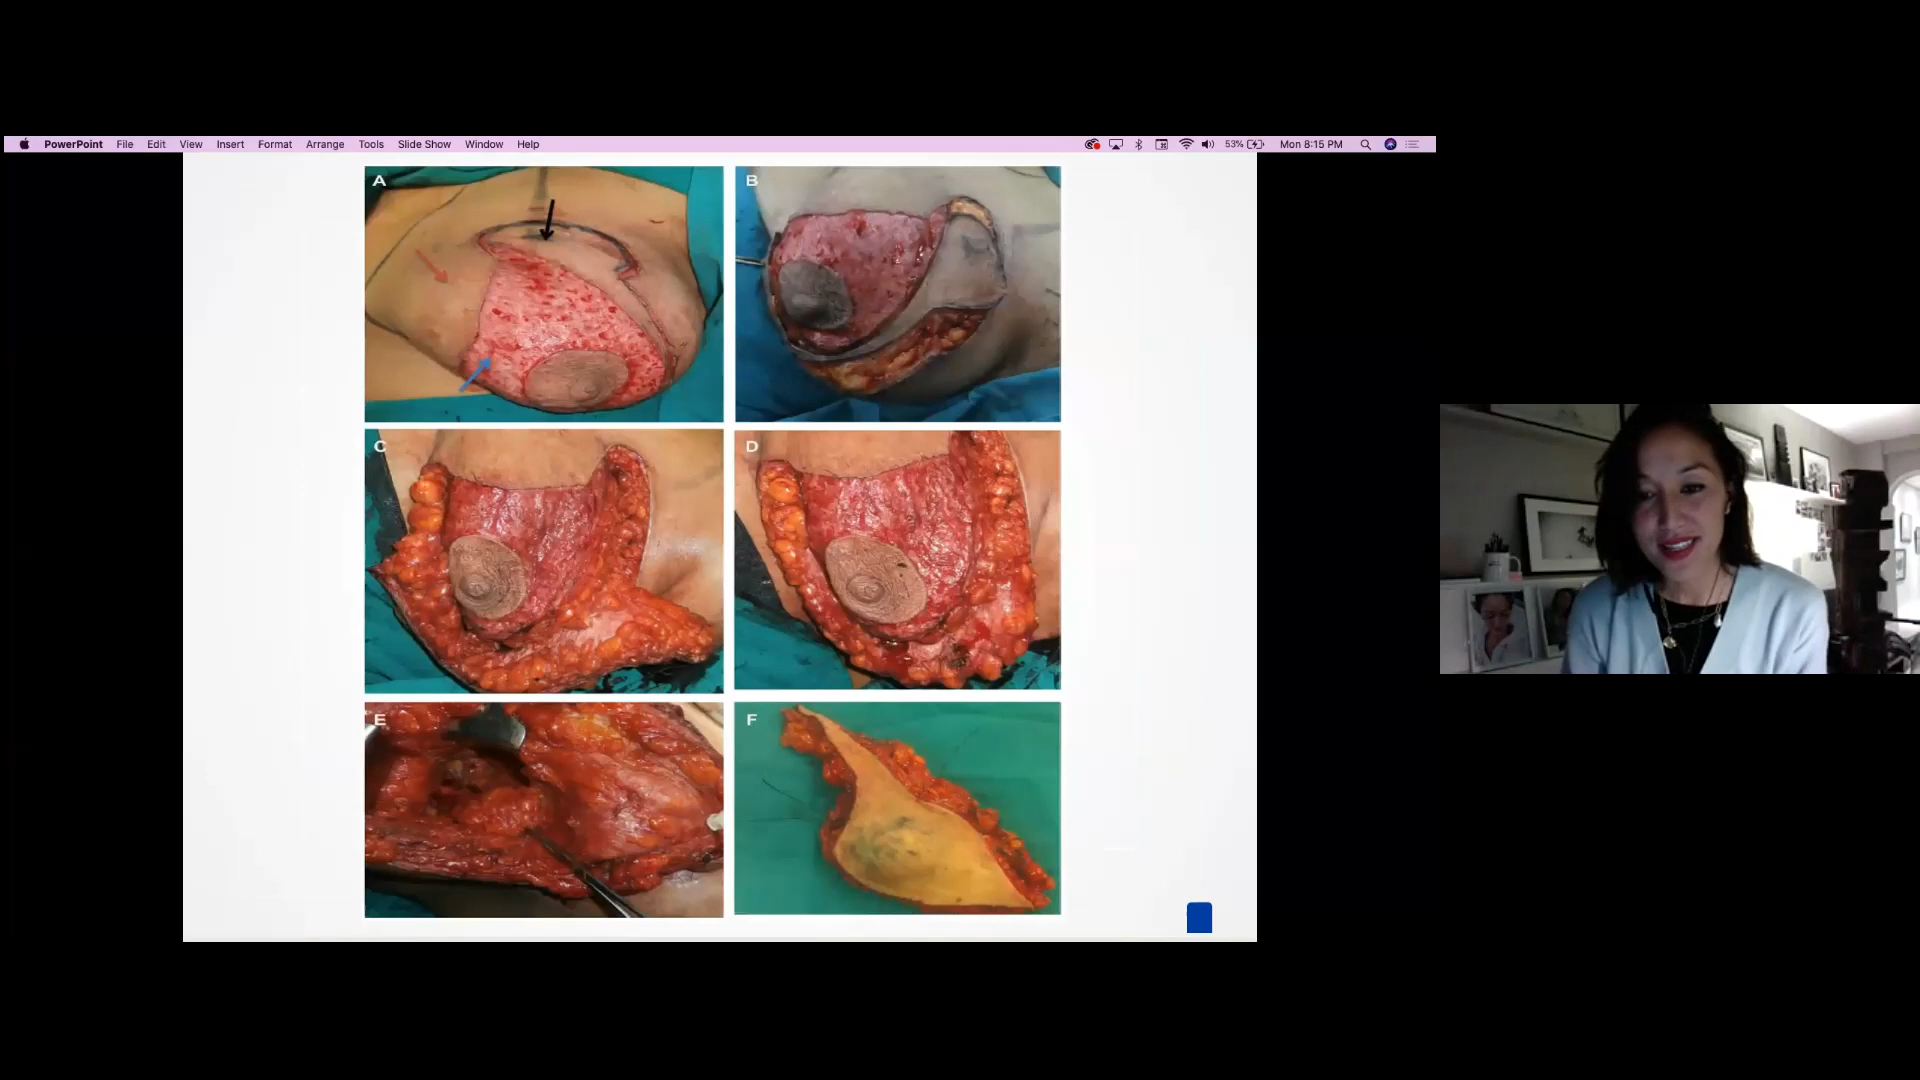 PowerPoint File Edit View Insert Format Arrange Tools Slide Show Window Help 53% Mon 8:15 PM
A B
C D
E F